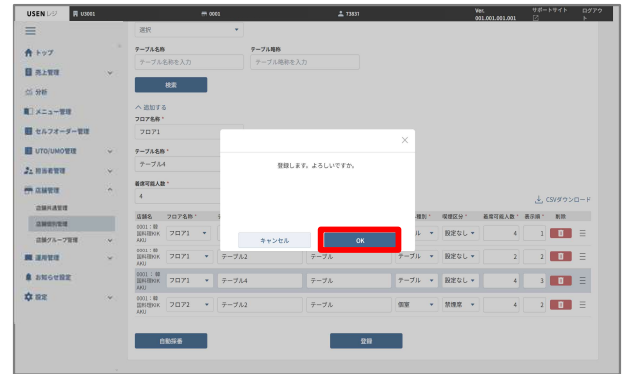 USEN レジ U3001 0001 73831 Ver. 001.001.001.001 サポートサイト ログアウト
選択
トップ
売上管理
分析
メニュー管理
セルフオーダー管理
UTO/UMO管理
担当者管理
店舗管理
店舗共通管理
店舗個別管理
店舗グループ管理
運用管理
お知らせ設定
設定
テーブル名称 テーブル略称
テーブル名称を入力 テーブル略称を入力
検索
追加する
フロア名称 *
フロア1
テーブル名称 *
テーブル4
着席可能人数 *
4
登録します。よろしいですか。
キャンセル OK
CSVダウンロード
店舗名 フロア名称 * 種別 * 喫煙区分 * 着席可能人数 * 表示順 * 削除
フロア1 設定なし 4 1
フロア1 テーブル2 テーブル テーブル 設定なし 2 2
フロア1 テーブル4 テーブル テーブル 設定なし 4 3
フロア2 テーブル2 テーブル 個室 禁煙席 4 2
自動採番 登録